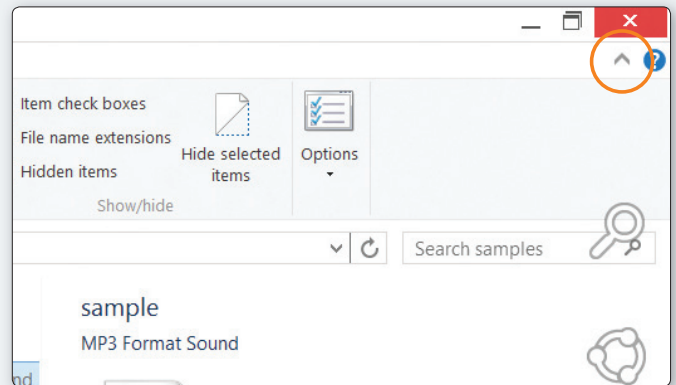 Item check boxes
File name extensions
Hidden items
Hide selected
items
Options
Show/hide
Search samples
sample
MP3 Format Sound
nd